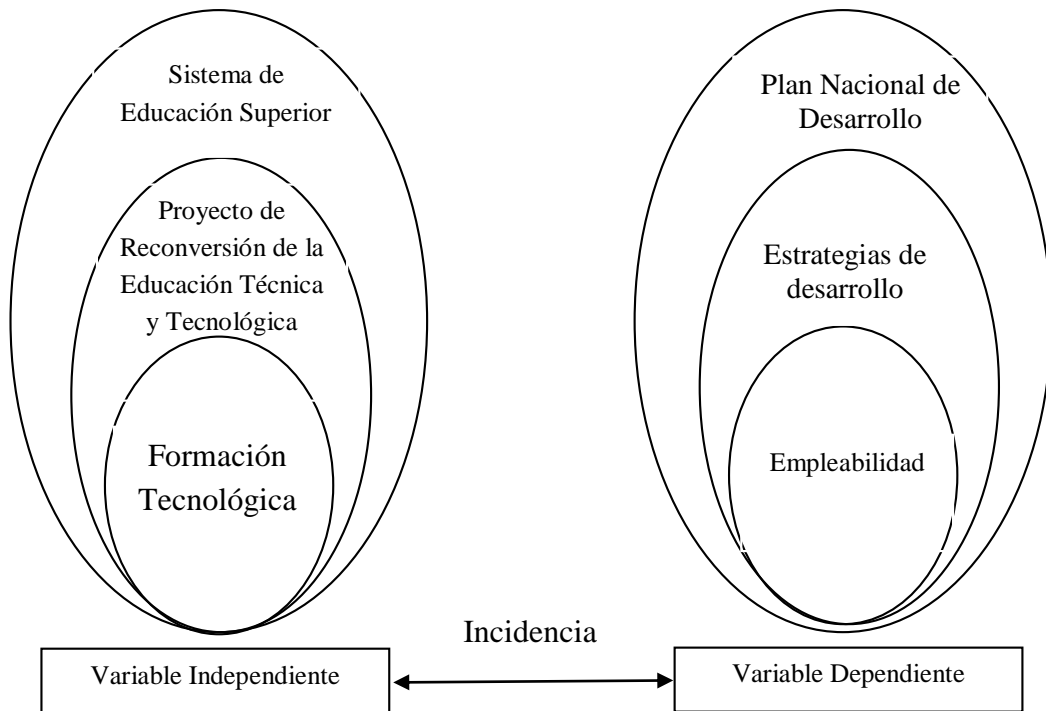 Sistema de
Educación Superior
Proyecto de
Reconversión de la
Educación Técnica
y Tecnológica
Formación
Tecnológica
Variable Independiente
Incidencia
Plan Nacional de
Desarrollo
Estrategias de
desarrollo
Empleabilidad
Variable Dependiente